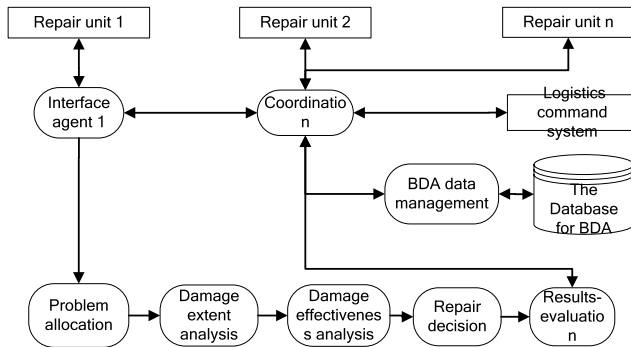 Repair unit 1
Repair unit 2
Repair unit n
Interface
agent 1
Coordinatio
n
Logistics
command
system
BDA data
management
The
Database
for BDA
Problem
allocation
Damage
extent
analysis
Damage
effectivenes
s analysis
Repair
decision
Results-
evaluatio
n